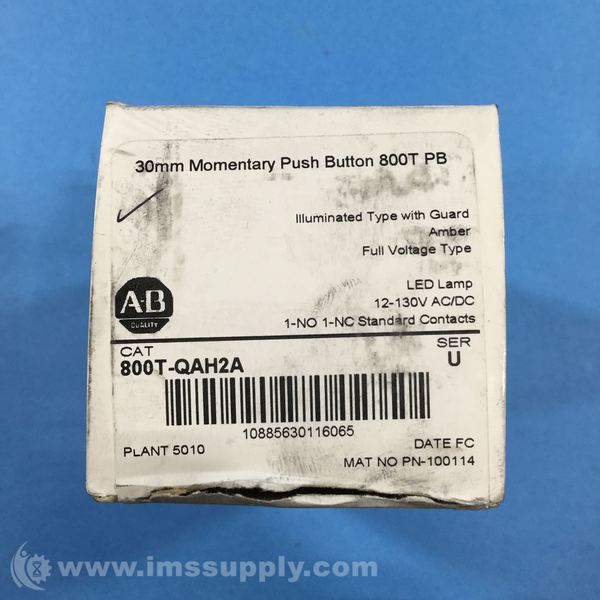 30mm Momentary Push Button 800T PB
Illuminated Type with Guard
Amber
Full Voltage Type
LED Lamp
12-130V AC/DC
1-NO 1-NC Standard Contacts
A-B
QUALITY
CAT
800T-QAH2A
SER
U
10885630116065
PLANT 5010
DATE FC
MAT NO PN-100114
www.imssupply.com